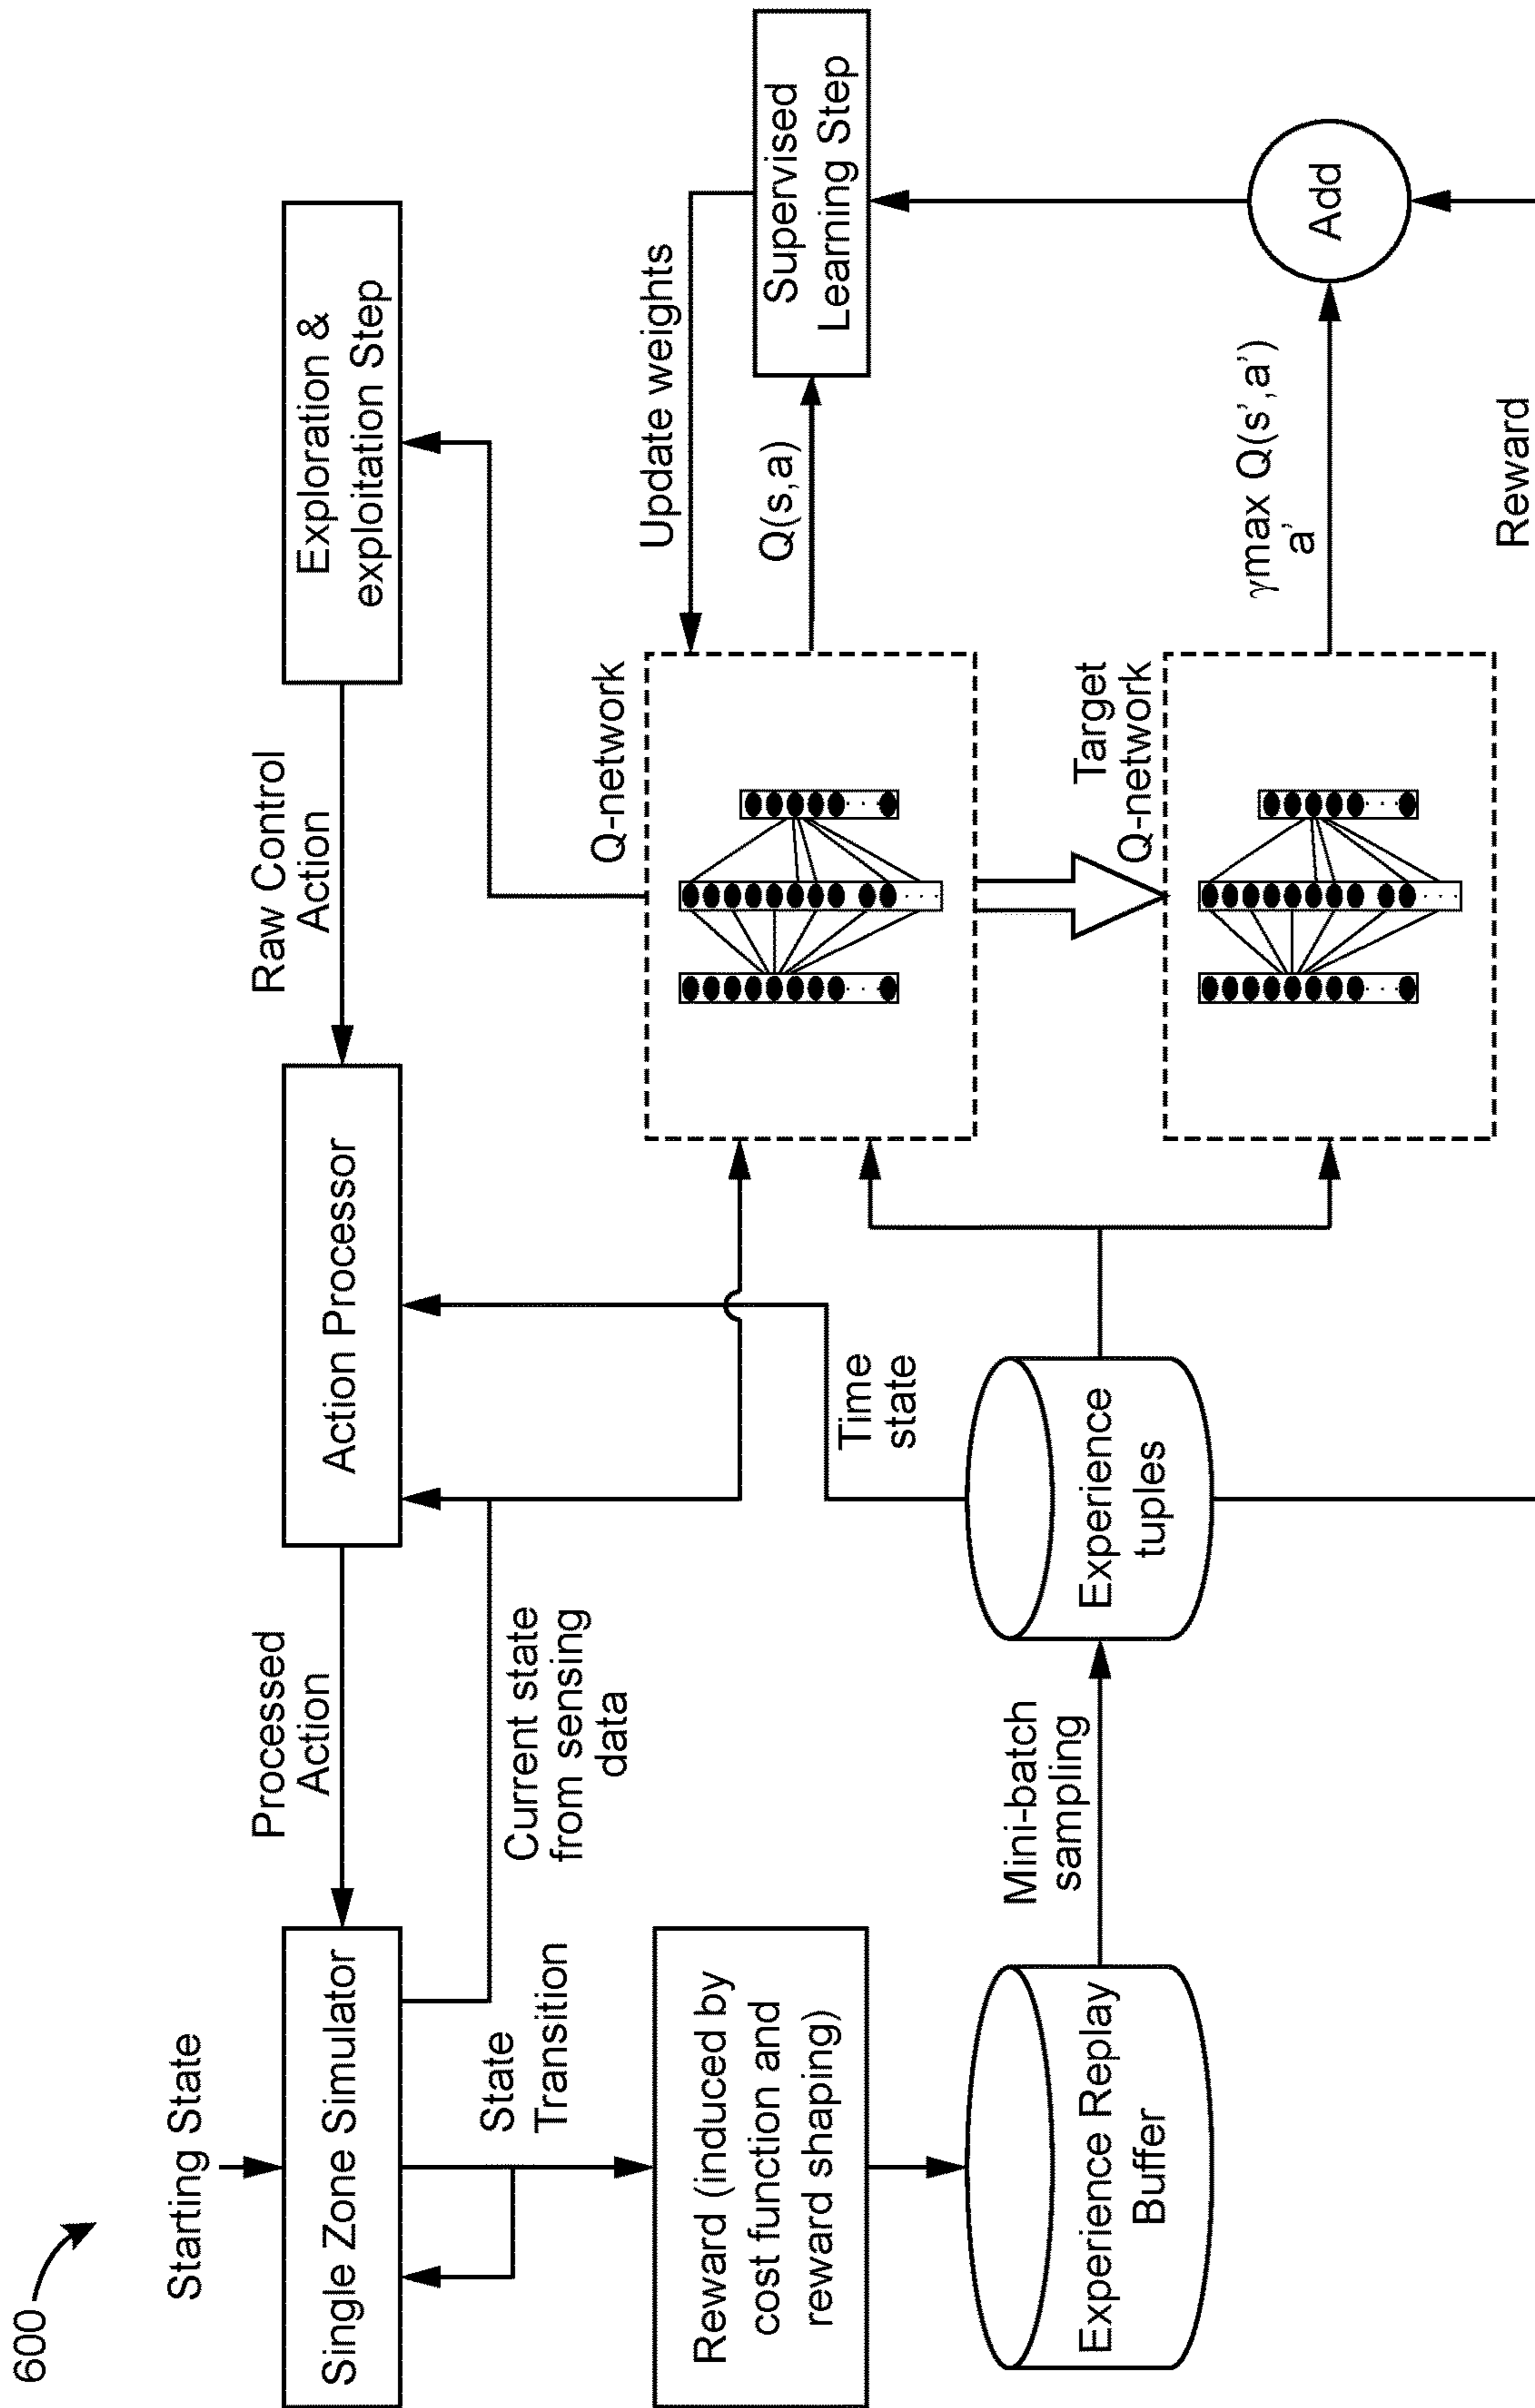 600
Starting State
Single Zone Simulator
Processed
Action
Action Processor
Raw Control
Action
Exploration &
exploitation Step
State
Transition
Current state
from sensing
data
Reward (induced by
cost function and
reward shaping)
Experience Replay
Buffer
Mini-batch
sampling
Experience
tuples
Time
state
Q-network
Update weights
Q(s,a)
Supervised
Learning Step
Target
Q-network
γmax Q(s',a')
a'
Add
Reward